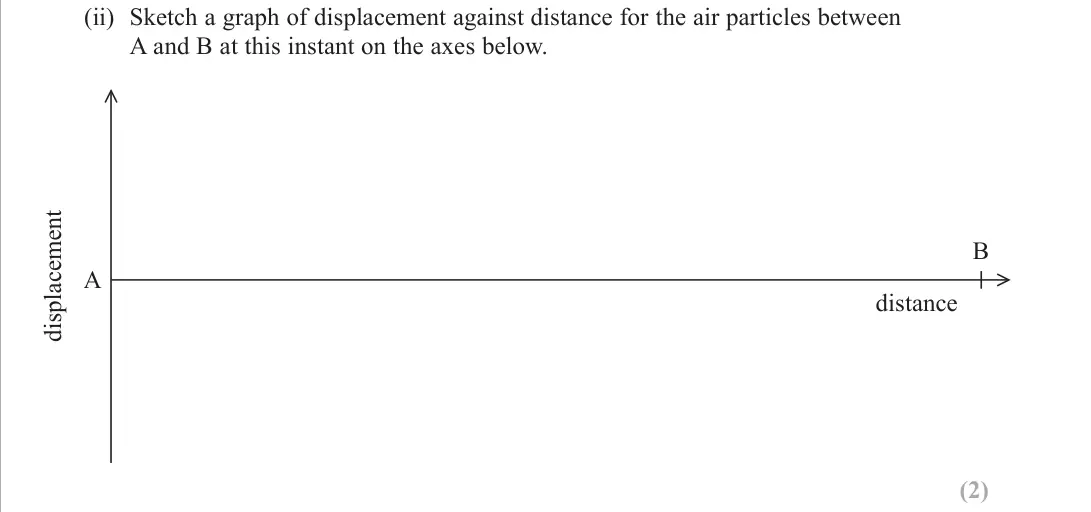 (ii) Sketch a graph of displacement against distance for the air particles between
A and B at this instant on the axes below.
displacement
A
B
distance
(2)